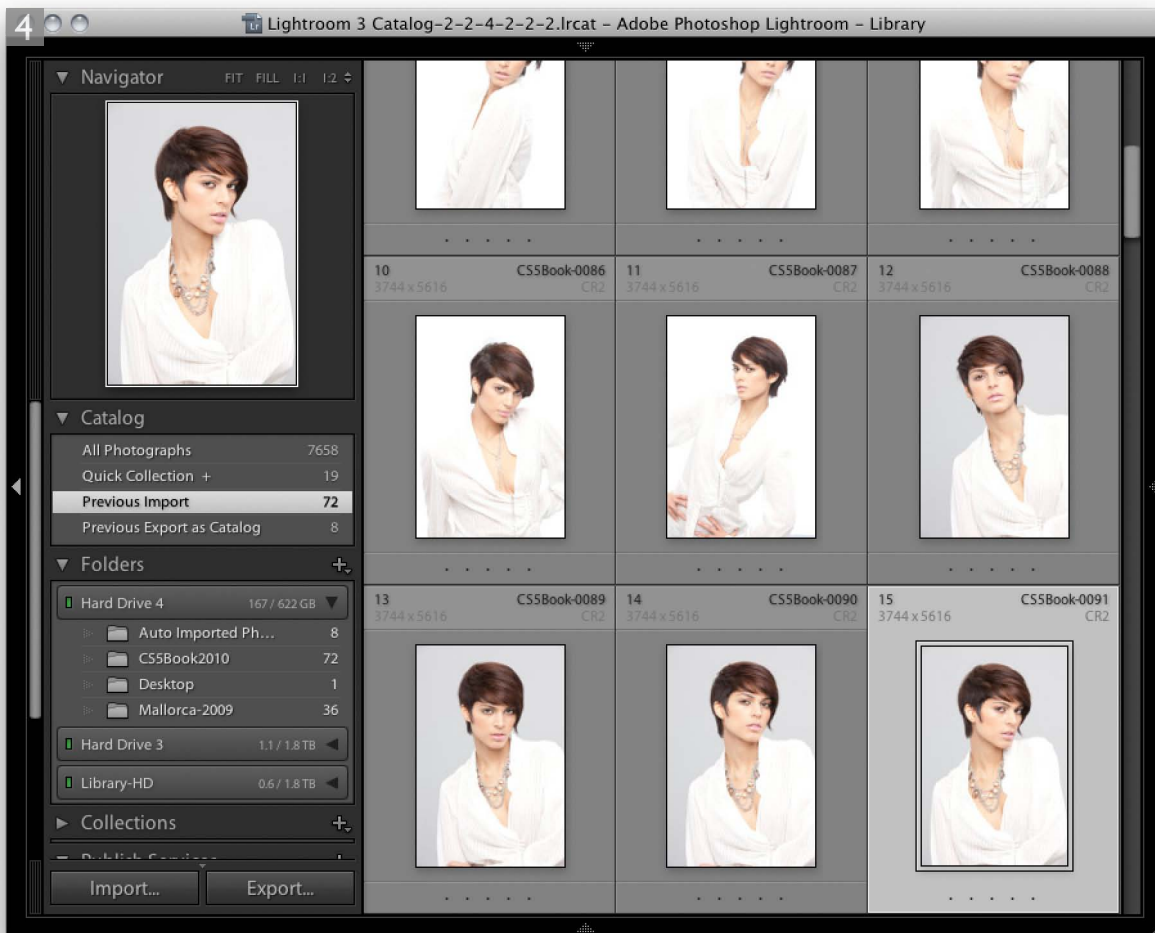 4
Lightroom 3 Catalog-2-2-4-2-2-2.lrcat – Adobe Photoshop Lightroom – Library
Navigator FIT FILL 1:1 1:2
Catalog
All Photographs 7658
Quick Collection + 19
Previous Import 72
Previous Export as Catalog 8
Folders
Hard Drive 4 167 / 622 GB
Auto Imported Ph... 8
CS5Book2010 72
Desktop 1
Mallorca-2009 36
Hard Drive 3 1.1 / 1.8 TB
Library-HD 0.6 / 1.8 TB
Collections
Publish Services
Import... Export...
10 CS5Book-0086
3744 x 5616 CR2
11 CS5Book-0087
3744 x 5616 CR2
12 CS5Book-0088
3744 x 5616 CR2
13 CS5Book-0089
3744 x 5616 CR2
14 CS5Book-0090
3744 x 5616 CR2
15 CS5Book-0091
3744 x 5616 CR2